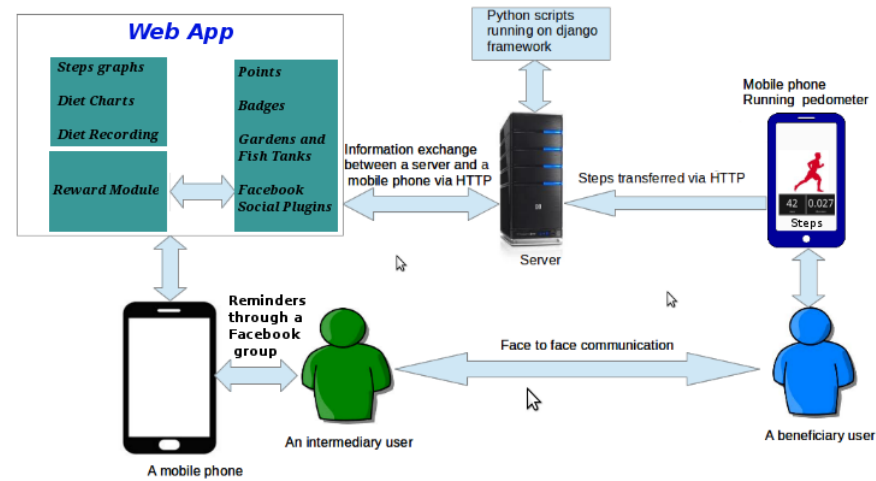 Web App
Steps graphs
Diet Charts
Diet Recording
Reward Module
Points
Badges
Gardens and
Fish Tanks
Facebook
Social Plugins
Python scripts
running on django
framework
Information exchange
between a server and a
mobile phone via HTTP
Server
Steps transferred via HTTP
Mobile phone
Running pedometer
42 0.027
Steps
Reminders
through a
Facebook
group
Face to face communication
A mobile phone
An intermediary user
A beneficiary user